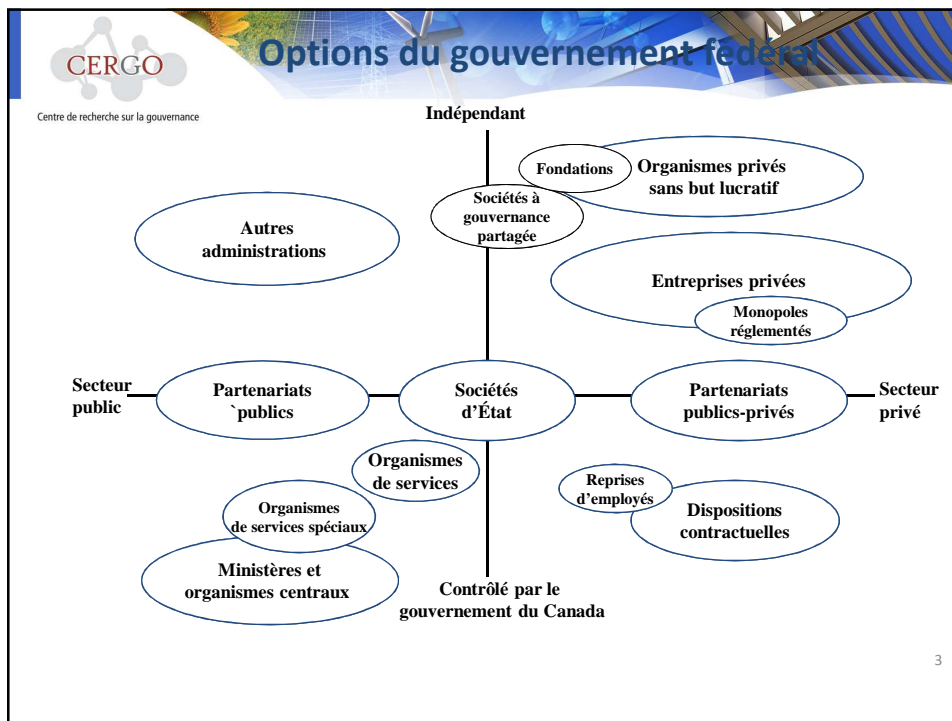 Options du gouvernement fédéral
CERGO
Centre de recherche sur la gouvernance
Indépendant
Fondations
Organismes privés
sans but lucratif
Sociétés à
gouvernance
partagée
Autres
administrations
Entreprises privées
Monopoles
réglementés
Secteur
public
Partenariats
`publics
Sociétés
d'État
Partenariats
publics-privés
Secteur
privé
Organismes
de services
Reprises
d'employés
Organismes
de services spéciaux
Dispositions
contractuelles
Ministères et
organismes centraux
Contrôlé par le
gouvernement du Canada
3